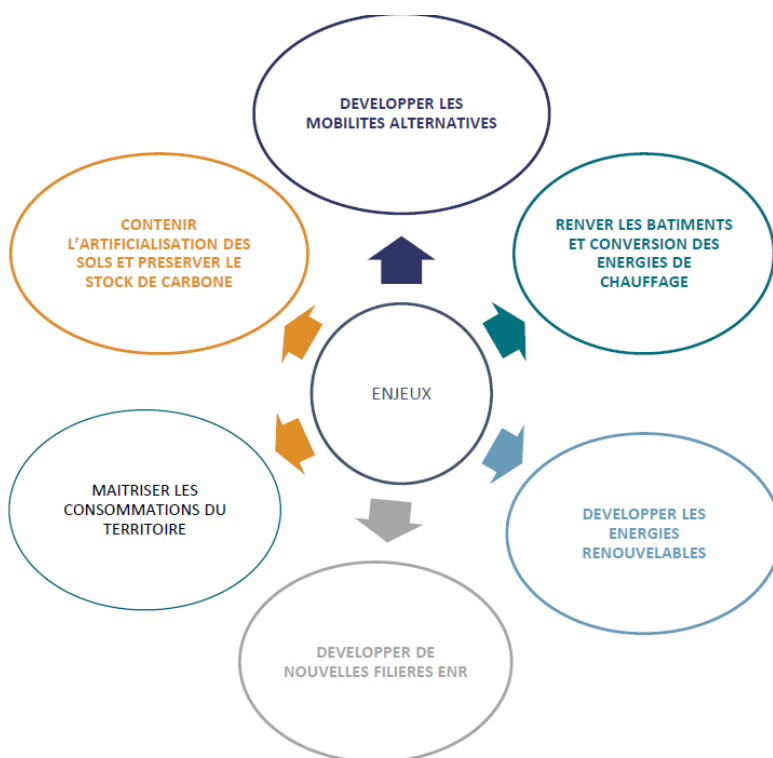 DEVELOPPER LES
MOBILITES ALTERNATIVES
CONTENIR
L'ARTIFICIALISATION DES
SOLS ET PRESERVER LE
STOCK DE CARBONE
RENVER LES BATIMENTS
ET CONVERSION DES
ENERGIES DE
CHAUFFAGE
ENJEUX
MAITRISER LES
CONSOMMATIONS DU
TERRITOIRE
DEVELOPPER LES
ENERGIES
RENOUVELABLES
DEVELOPPER DE
NOUVELLES FILIERES ENR